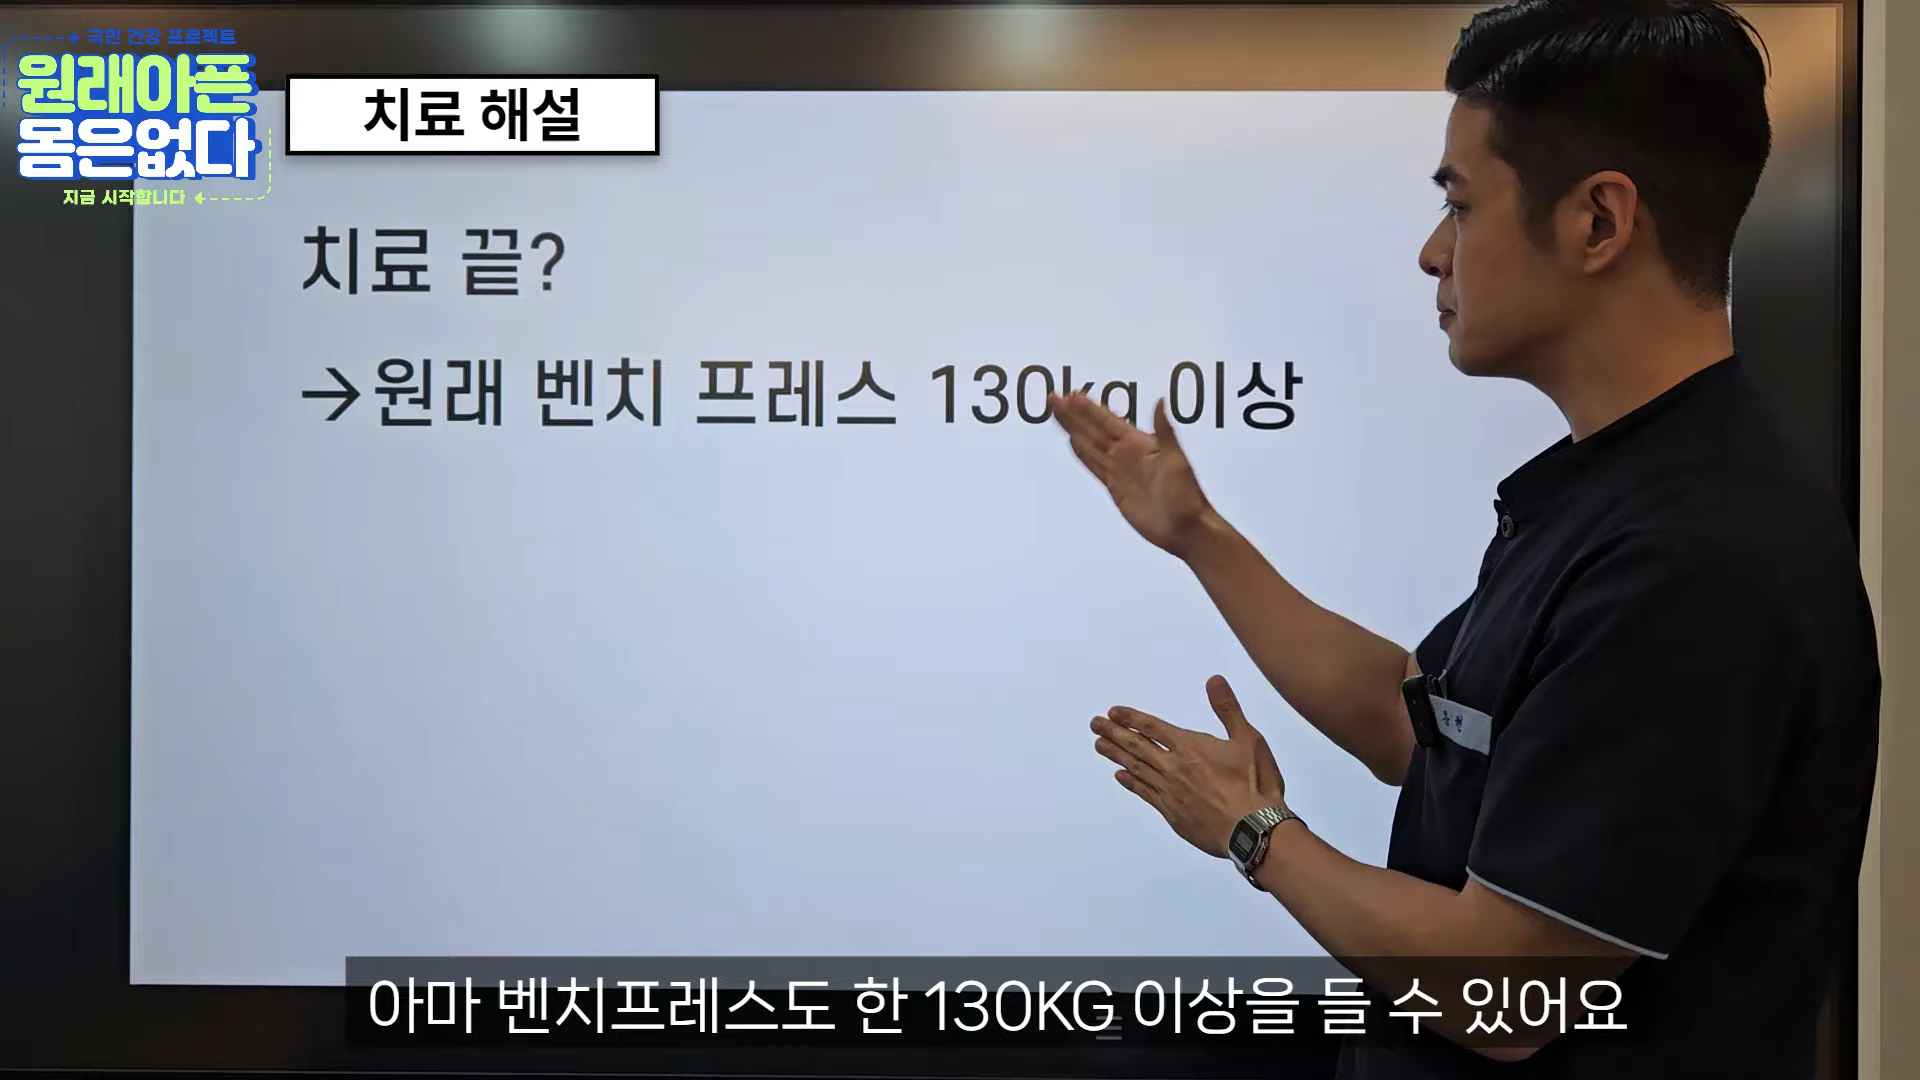 국민 건강 프로젝트
원래아픈
몸은없다
지금 시작합니다
치료 해설
치료 끝?
→원래 벤치 프레스 130kg 이상
아마 벤치프레스도 한 130KG 이상을 들 수 있어요